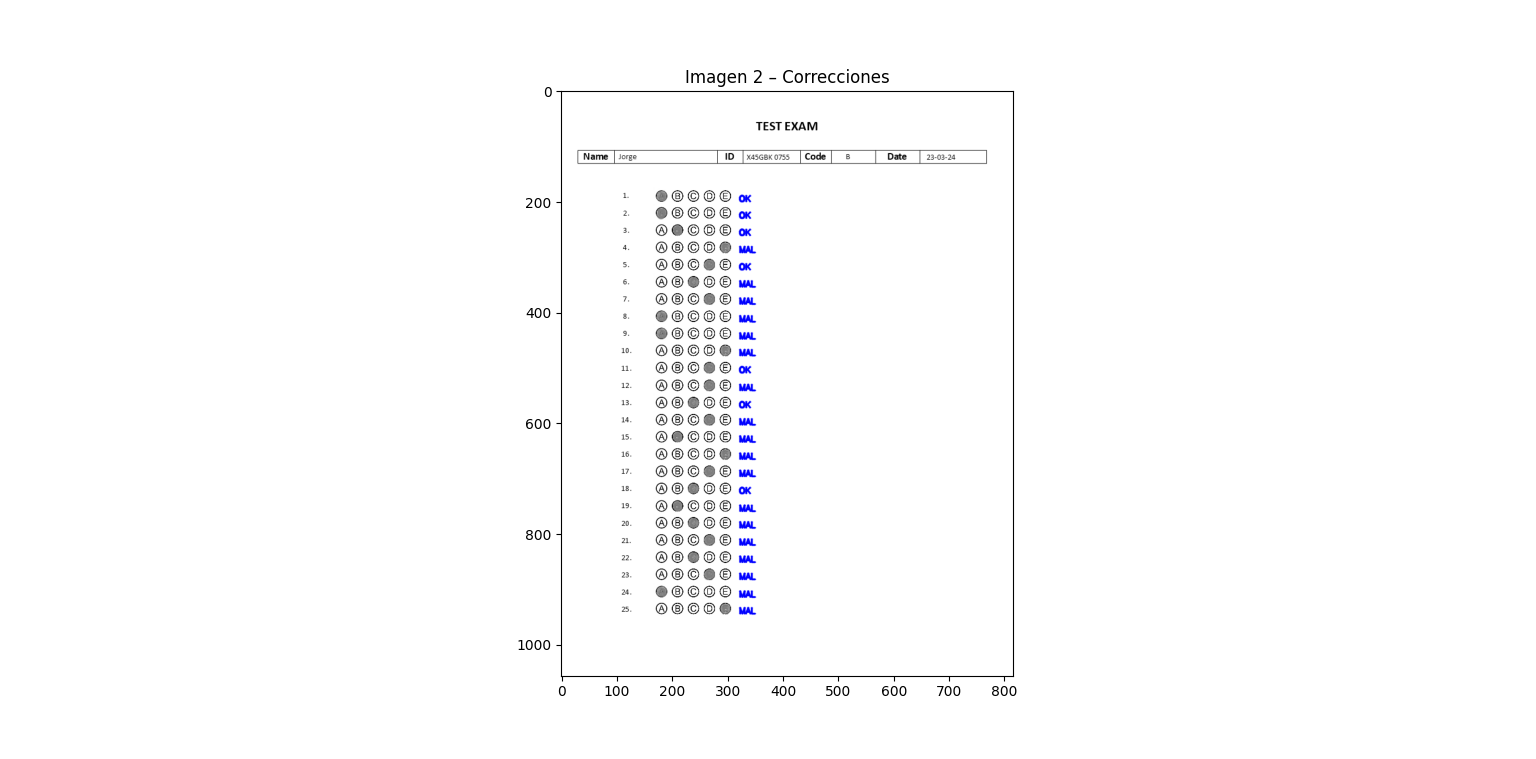 Imagen 2 – Correcciones
TEST EXAM
Name Jorge ID X45GBK 0755 Code B Date 23-03-24
1. B C D E OK
2. B C D E OK
3. A C D E OK
4. A B C D MAL
5. A B C E OK
6. A B D E MAL
7. A B C E MAL
8. B C D E MAL
9. B C D E MAL
10. A B C D MAL
11. A B C E OK
12. A B C E MAL
13. A B D E OK
14. A B C E MAL
15. A C D E MAL
16. A B C D MAL
17. A B C E MAL
18. A B D E OK
19. A C D E MAL
20. A B D E MAL
21. A B C E MAL
22. A B D E MAL
23. A B C E MAL
24. B C D E MAL
25. A B C D MAL
0
200
400
600
800
1000
0 100 200 300 400 500 600 700 800